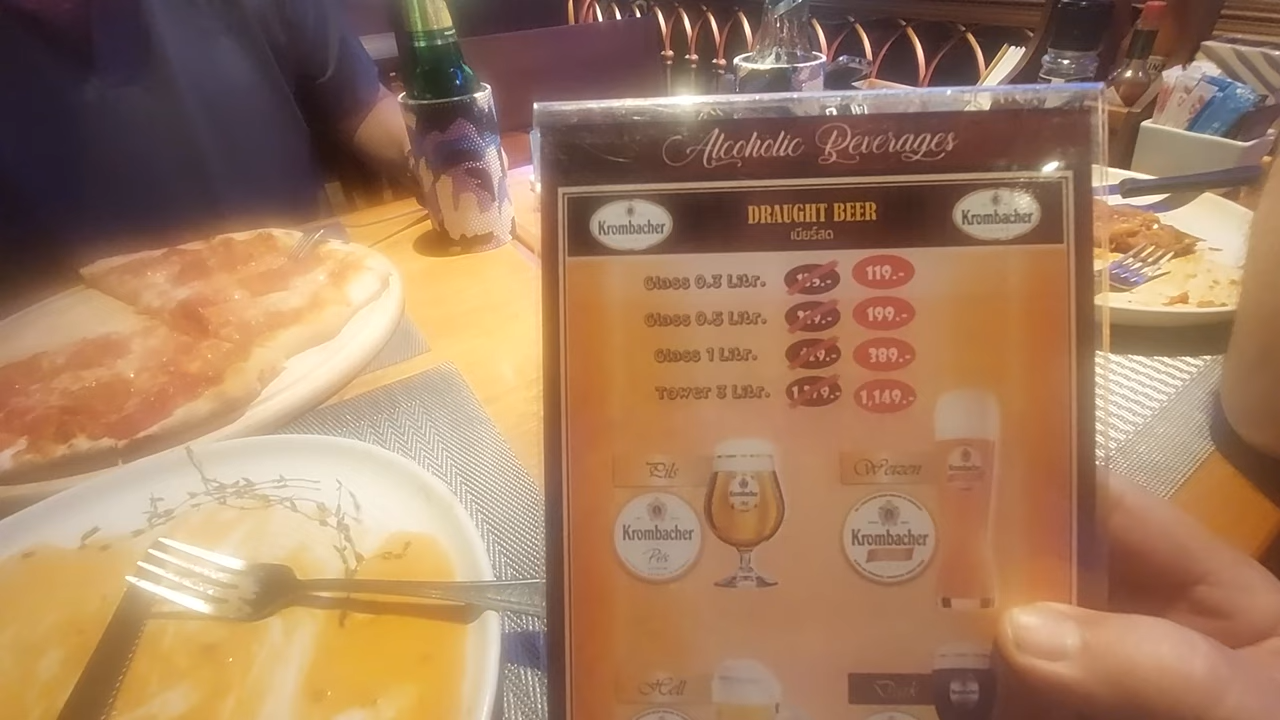 Alcoholic Beverages
Krombacher
DRAUGHT BEER
Krombacher
เบียร์สด
Glass 0.3 Litr. 119.-
Glass 0.5 Litr. 199.-
Glass 1 Litr. 389.-
Tower 3 Litr. 1,149.-
Pils
Weizen
Krombacher
Pils
Krombacher
Hell
Dark